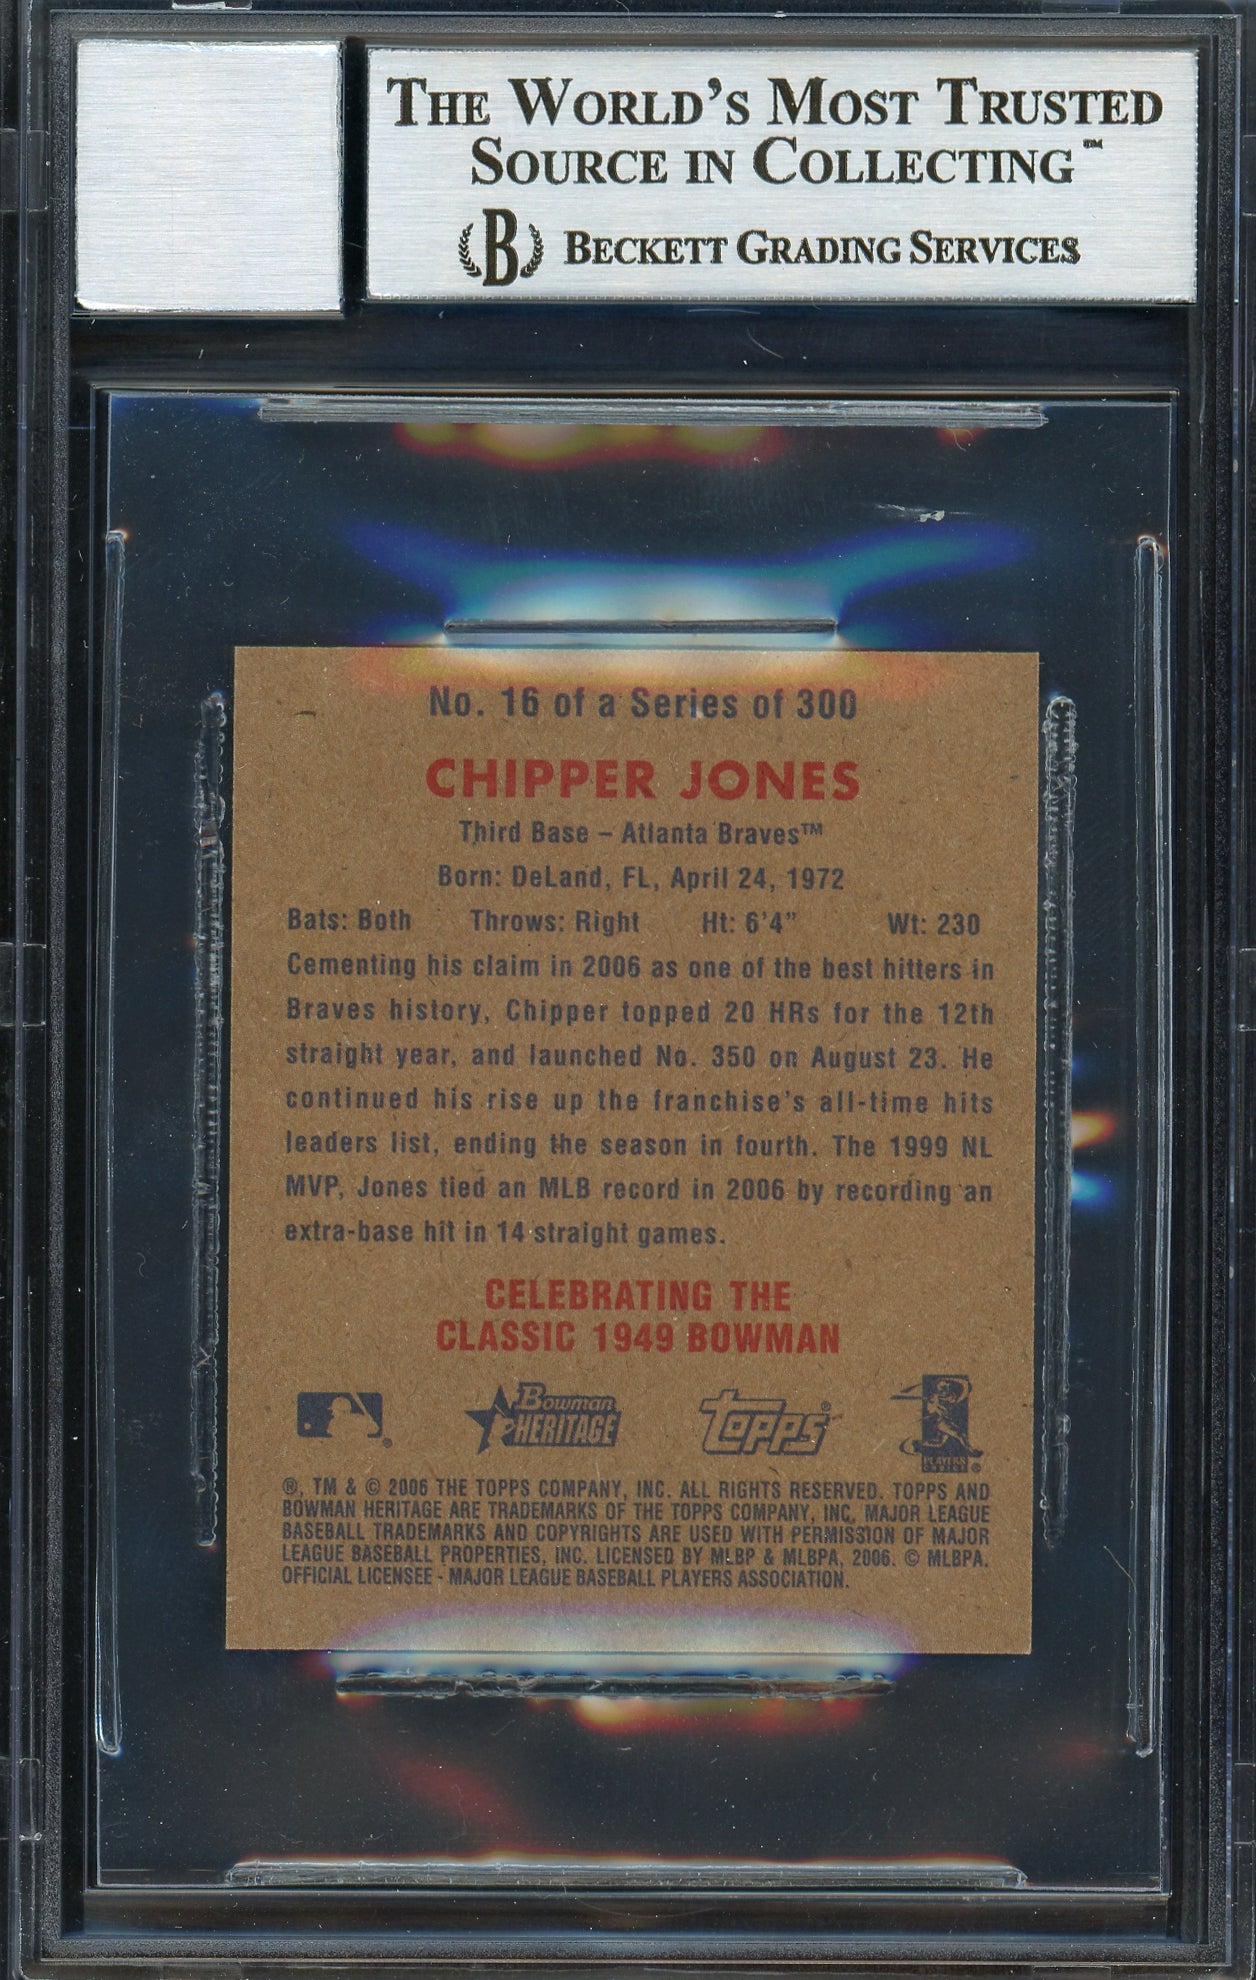 THE WORLD'S MOST TRUSTED
SOURCE IN COLLECTING™
B BECKETT GRADING SERVICES
No. 16 of a Series of 300
CHIPPER JONES
Third Base – Atlanta Braves™
Born: DeLand, FL, April 24, 1972
Bats: Both Throws: Right Ht: 6'4" Wt: 230
Cementing his claim in 2006 as one of the best hitters in
Braves history, Chipper topped 20 HRs for the 12th
straight year, and launched No. 350 on August 23. He
continued his rise up the franchise's all-time hits
leaders list, ending the season in fourth. The 1999 NL
MVP, Jones tied an MLB record in 2006 by recording an
extra-base hit in 14 straight games.
CELEBRATING THE
CLASSIC 1949 BOWMAN
® Bowman HERITAGE Topps® PLAYERS CHOICE®
®, TM & © 2006 THE TOPPS COMPANY, INC. ALL RIGHTS RESERVED. TOPPS AND
BOWMAN HERITAGE ARE TRADEMARKS OF THE TOPPS COMPANY, INC. MAJOR LEAGUE
BASEBALL TRADEMARKS AND COPYRIGHTS ARE USED WITH PERMISSION OF MAJOR
LEAGUE BASEBALL PROPERTIES, INC. LICENSED BY MLBP & MLBPA, 2006. © MLBPA.
OFFICIAL LICENSEE - MAJOR LEAGUE BASEBALL PLAYERS ASSOCIATION.